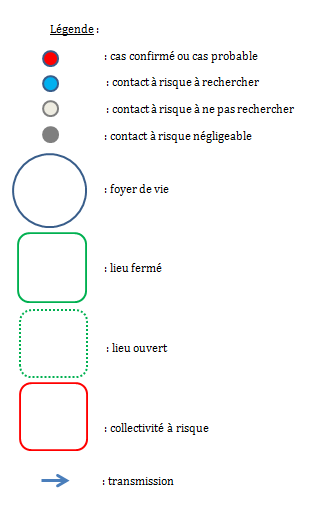 Légende :
: cas confirmé ou cas probable
: contact à risque à rechercher
: contact à risque à ne pas rechercher
: contact à risque négligeable
: foyer de vie
: lieu fermé
: lieu ouvert
: collectivité à risque
: transmission